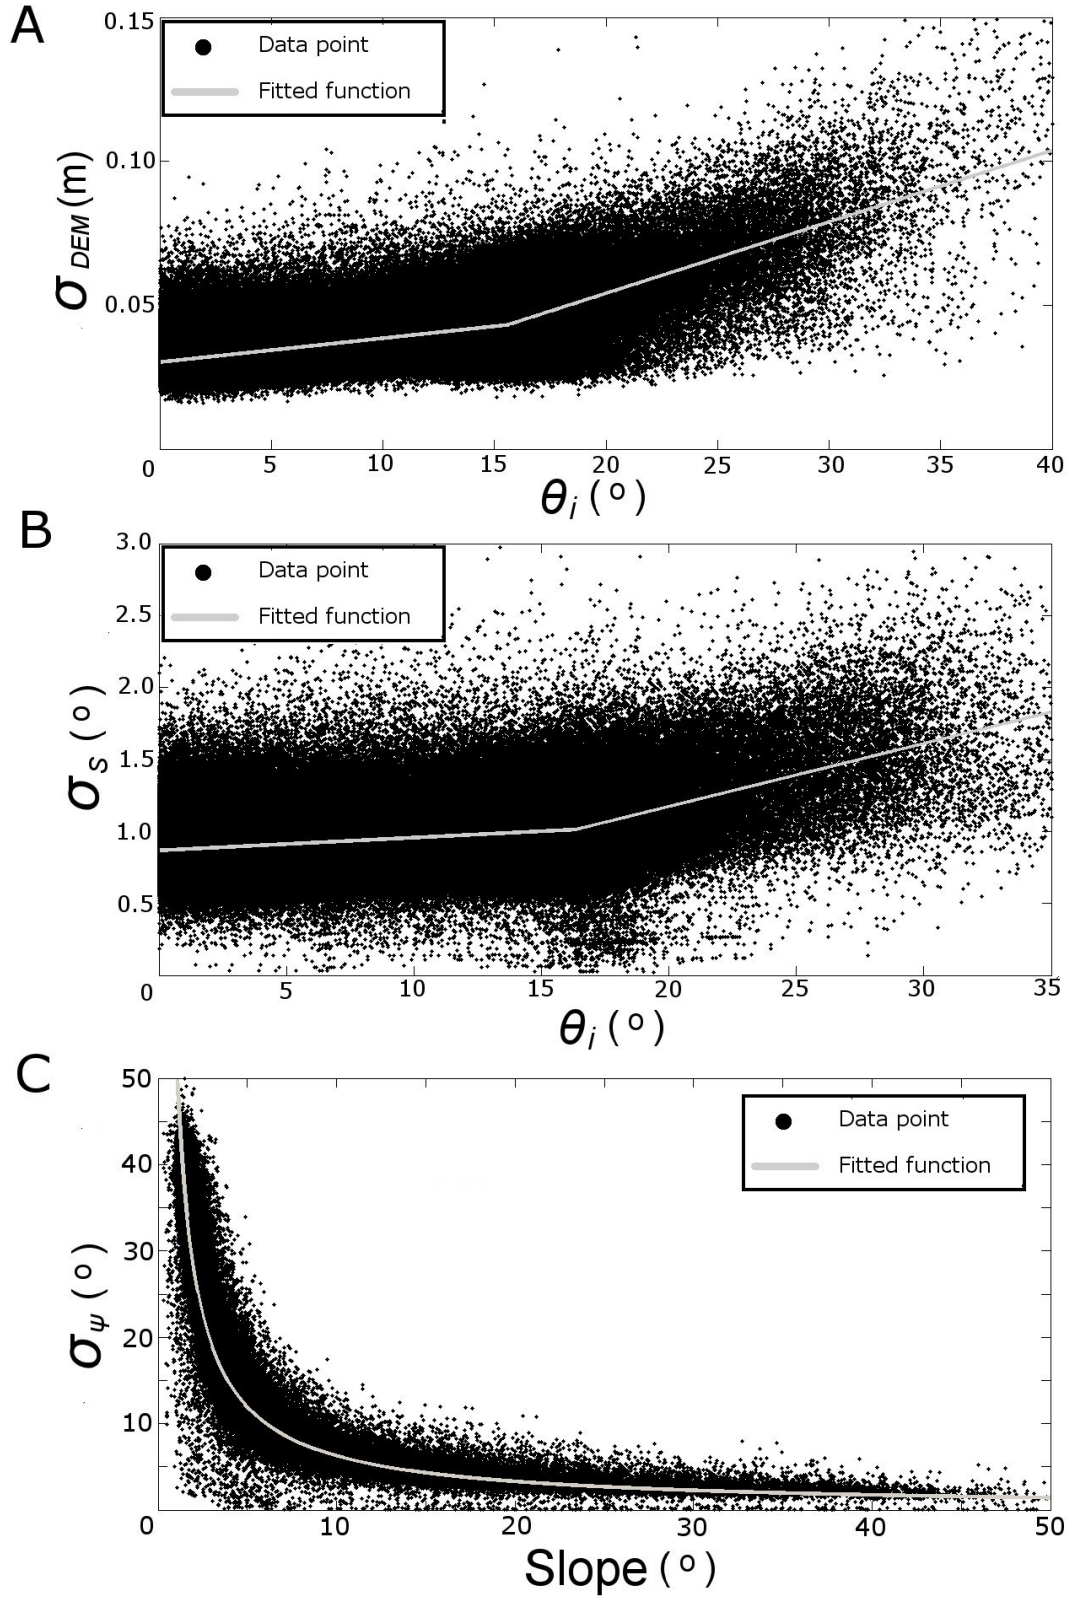 A
0.15
Data point
Fitted function
0.10
σ DEM (m)
0.05
0 5 10 15 20 25 30 35 40
θi (°)
B
3.0
Data point
Fitted function
2.5
2.0
σS (°)
1.5
1.0
0.5
0 5 10 15 20 25 30 35
θi (°)
C
50
Data point
Fitted function
40
30
σψ (°)
20
10
0 10 20 30 40 50
Slope (°)